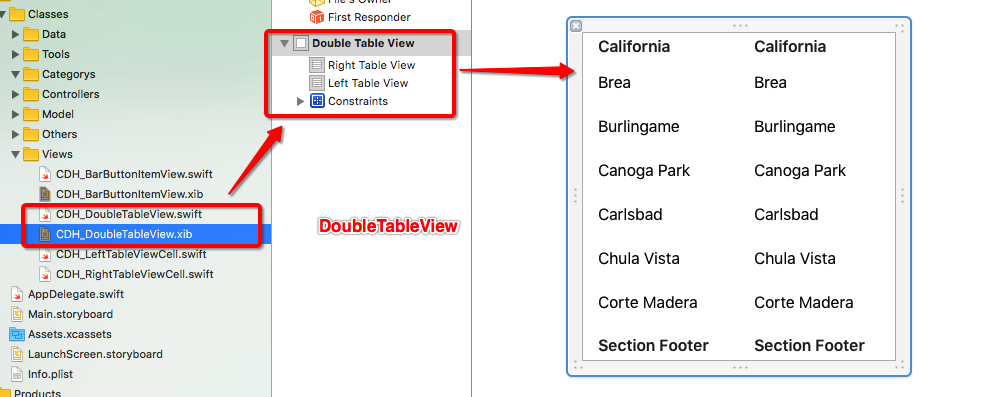 Classes
Data
Tools
Categorys
Controllers
Model
Others
Views
CDH_BarButtonItemView.swift
CDH_BarButtonItemView.xib
CDH_DoubleTableView.swift
CDH_DoubleTableView.xib
CDH_LeftTableViewCell.swift
CDH_RightTableViewCell.swift
AppDelegate.swift
Main.storyboard
Assets.xcassets
LaunchScreen.storyboard
Info.plist
Products
File's Owner
First Responder
Double Table View
Right Table View
Left Table View
Constraints
DoubleTableView
California California
Brea Brea
Burlingame Burlingame
Canoga Park Canoga Park
Carlsbad Carlsbad
Chula Vista Chula Vista
Corte Madera Corte Madera
Section Footer Section Footer